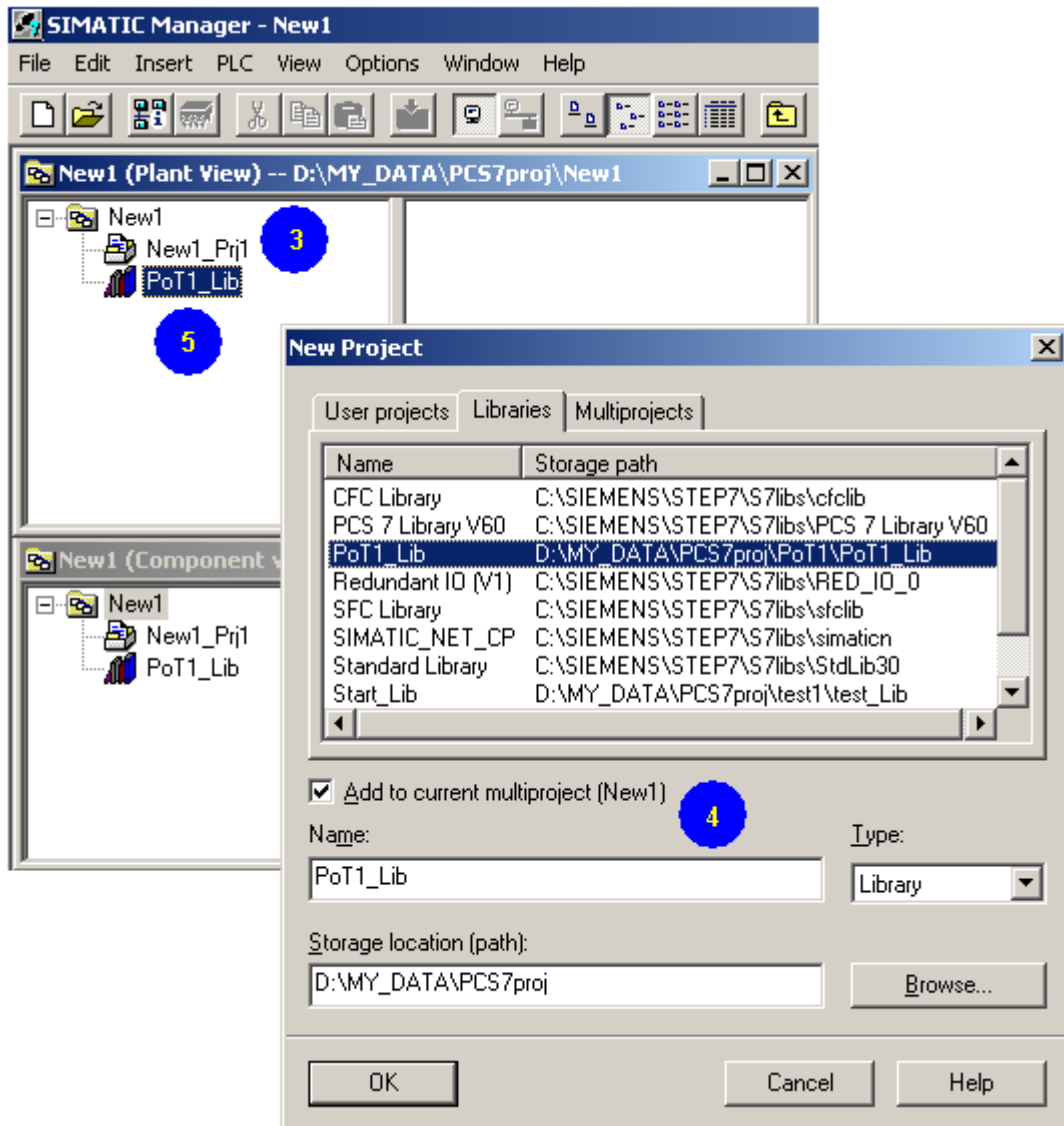 SIMATIC Manager - New1
File Edit Insert PLC View Options Window Help
New1 (Plant View) -- D:\MY_DATA\PCS7proj\New1
New1
3
New1_Prj1
PoT1_Lib
5
New1 (Component v
New1
New1_Prj1
PoT1_Lib
New Project
User projects Libraries Multiprojects
Name Storage path
CFC Library C:\SIEMENS\STEP7\S7libs\cfclib
PCS 7 Library V60 C:\SIEMENS\STEP7\S7libs\PCS 7 Library V60
PoT1_Lib D:\MY_DATA\PCS7proj\PoT1\PoT1_Lib
Redundant IO (V1) C:\SIEMENS\STEP7\S7libs\RED_IO_0
SFC Library C:\SIEMENS\STEP7\S7libs\sfclib
SIMATIC_NET_CP C:\SIEMENS\STEP7\S7libs\simaticn
Standard Library C:\SIEMENS\STEP7\S7libs\StdLib30
Start_Lib D:\MY_DATA\PCS7proj\test1\test_Lib
Add to current multiproject (New1)
4
Name: Type:
PoT1_Lib Library
Storage location (path):
D:\MY_DATA\PCS7proj Browse...
OK Cancel Help